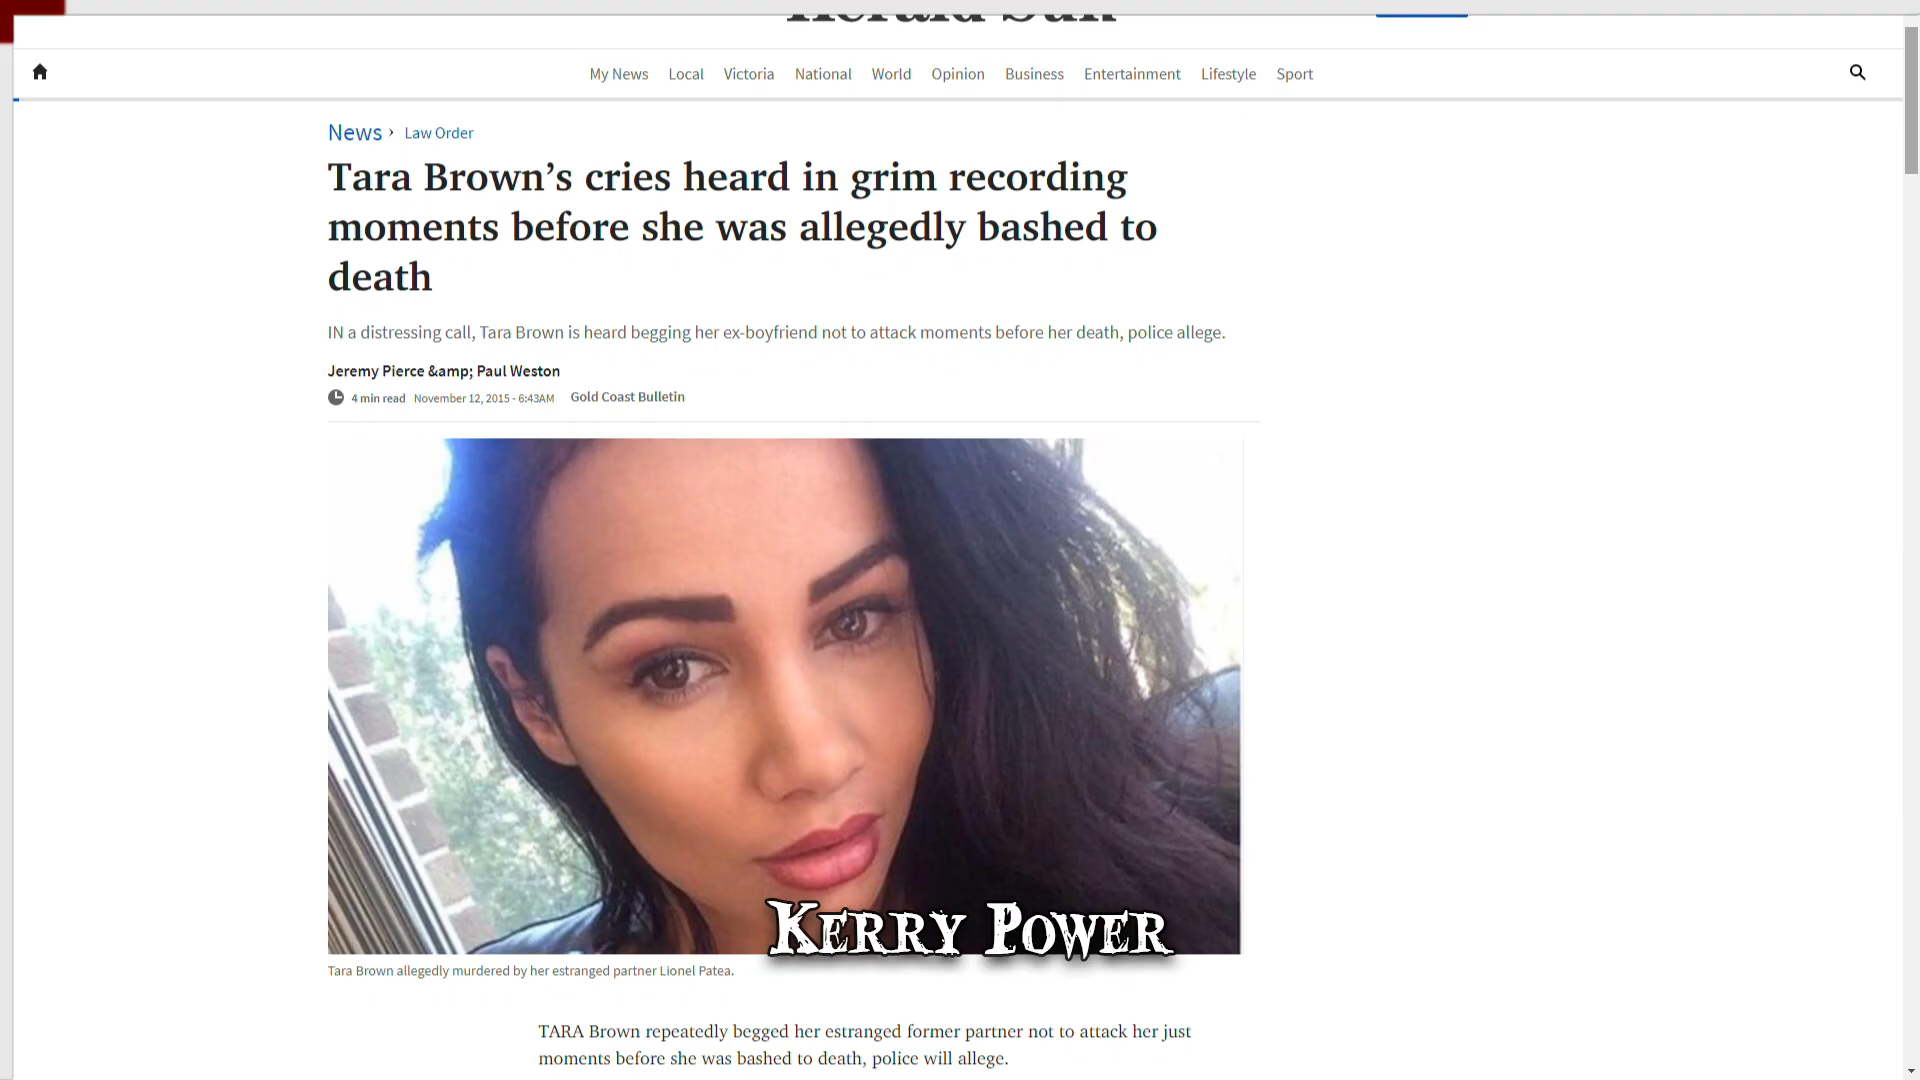 Herald Sun
My News Local Victoria National World Opinion Business Entertainment Lifestyle Sport
News › Law Order
Tara Brown’s cries heard in grim recording
moments before she was allegedly bashed to
death
IN a distressing call, Tara Brown is heard begging her ex-boyfriend not to attack moments before her death, police allege.
Jeremy Pierce &amp; Paul Weston
4 min read November 12, 2015 - 6:43AM Gold Coast Bulletin
KERRY POWER
Tara Brown allegedly murdered by her estranged partner Lionel Patea.
TARA Brown repeatedly begged her estranged former partner not to attack her just
moments before she was bashed to death, police will allege.